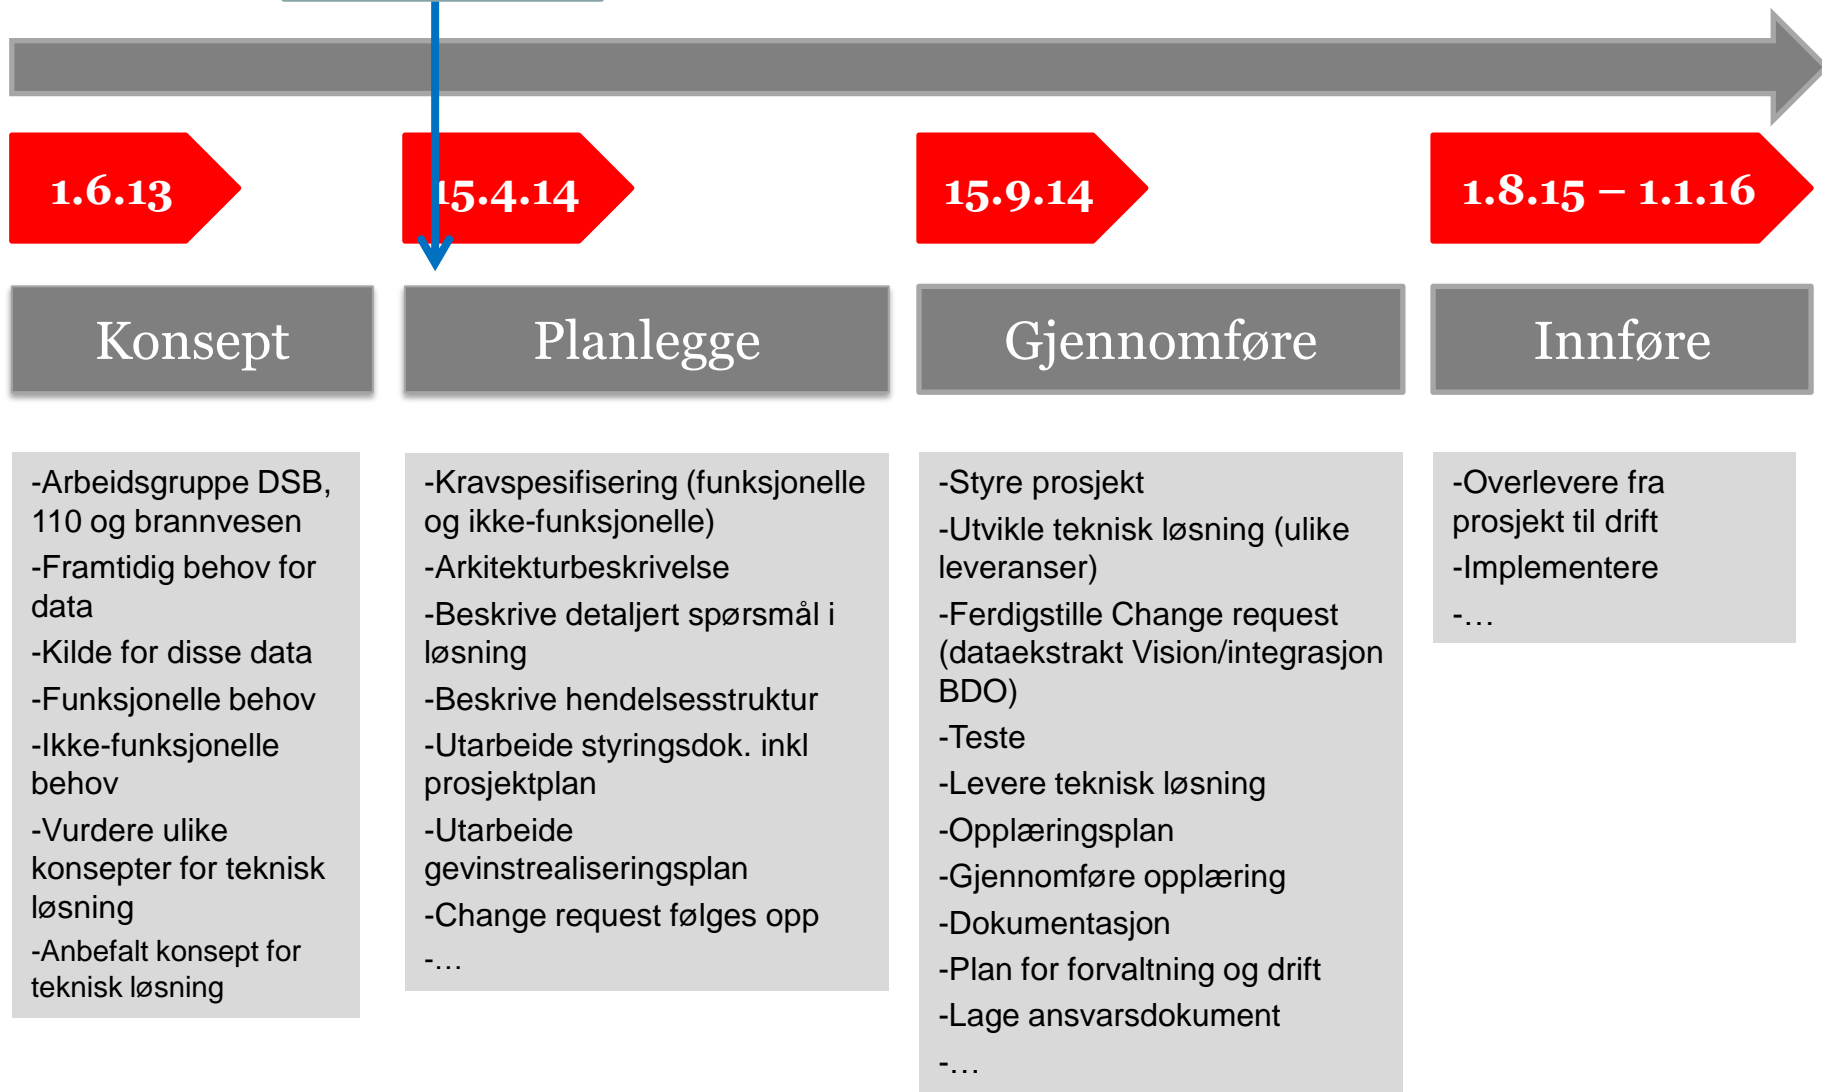 1.6.13
15.4.14
15.9.14
1.8.15 – 1.1.16
Konsept
Planlegge
Gjennomføre
Innføre
-Arbeidsgruppe DSB,
110 og brannvesen
-Framtidig behov for
data
-Kilde for disse data
-Funksjonelle behov
-Ikke-funksjonelle
behov
-Vurdere ulike
konsepter for teknisk
løsning
-Anbefalt konsept for
teknisk løsning
-Kravspesifisering (funksjonelle
og ikke-funksjonelle)
-Arkitekturbeskrivelse
-Beskrive detaljert spørsmål i
løsning
-Beskrive hendelsesstruktur
-Utarbeide styringsdok. inkl
prosjektplan
-Utarbeide
gevinstrealiseringsplan
-Change request følges opp
-…
-Styre prosjekt
-Utvikle teknisk løsning (ulike
leveranser)
-Ferdigstille Change request
(dataekstrakt Vision/integrasjon
BDO)
-Teste
-Levere teknisk løsning
-Opplæringsplan
-Gjennomføre opplæring
-Dokumentasjon
-Plan for forvaltning og drift
-Lage ansvarsdokument
-…
-Overlevere fra
prosjekt til drift
-Implementere
-…